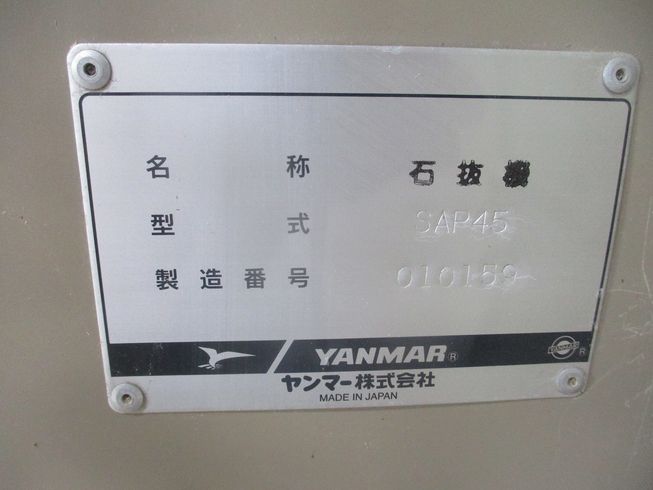 名称 石抜機
型式 SAP45
製造番号 010159
YANMAR®
YANMAR ®
ヤンマー株式会社
MADE IN JAPAN